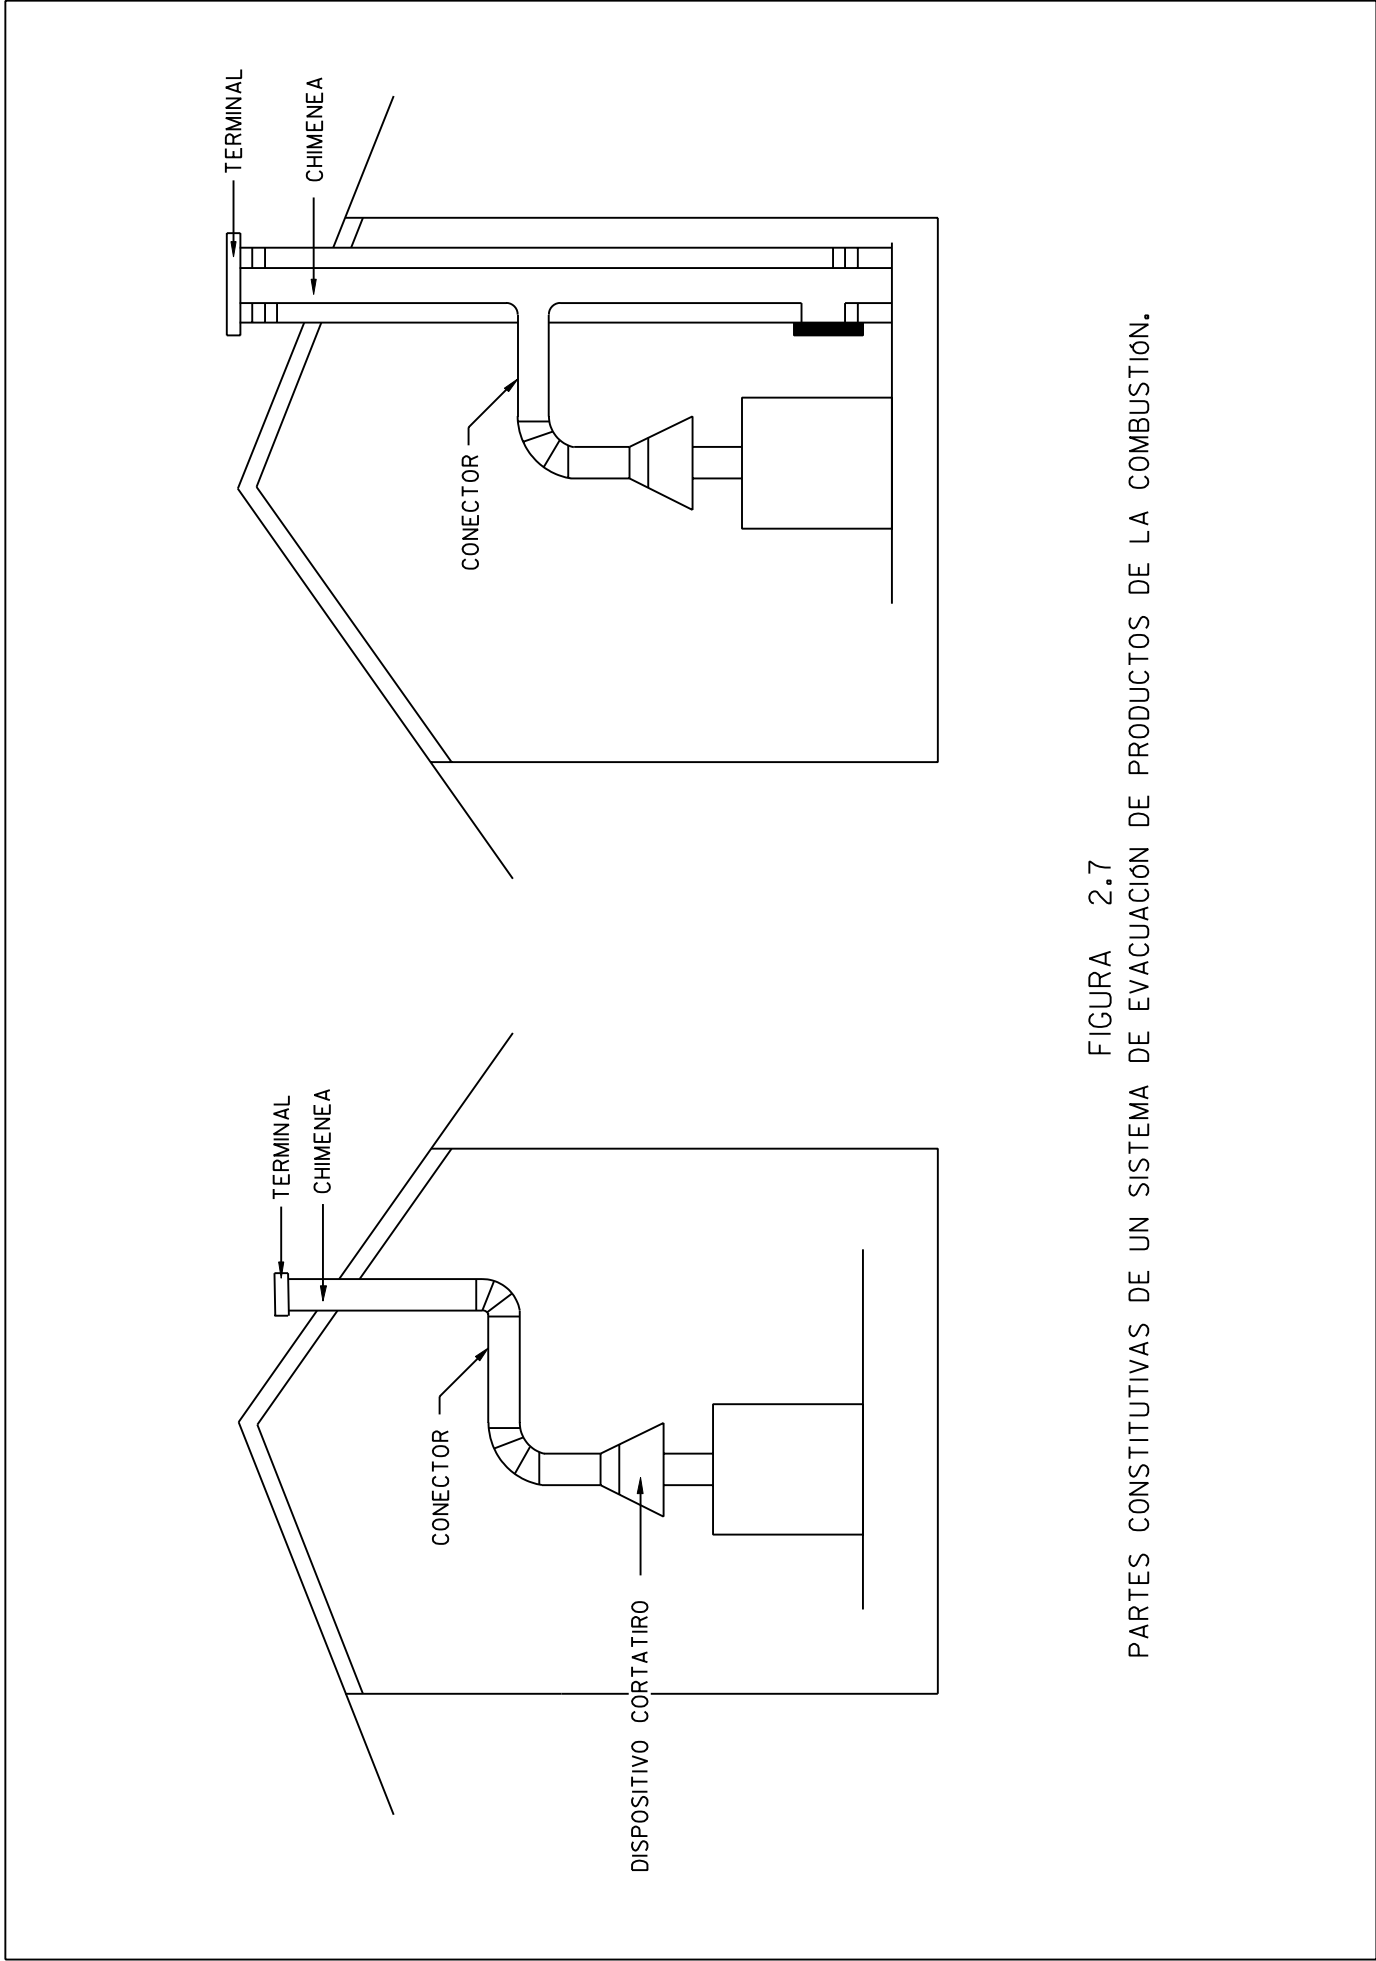 TERMINAL
CHIMENEA
CONECTOR
DISPOSITIVO CORTATIRO
TERMINAL
CHIMENEA
CONECTOR
FIGURA 2.7
PARTES CONSTITUTIVAS DE UN SISTEMA DE EVACUACIÓN DE PRODUCTOS DE LA COMBUSTIÓN.